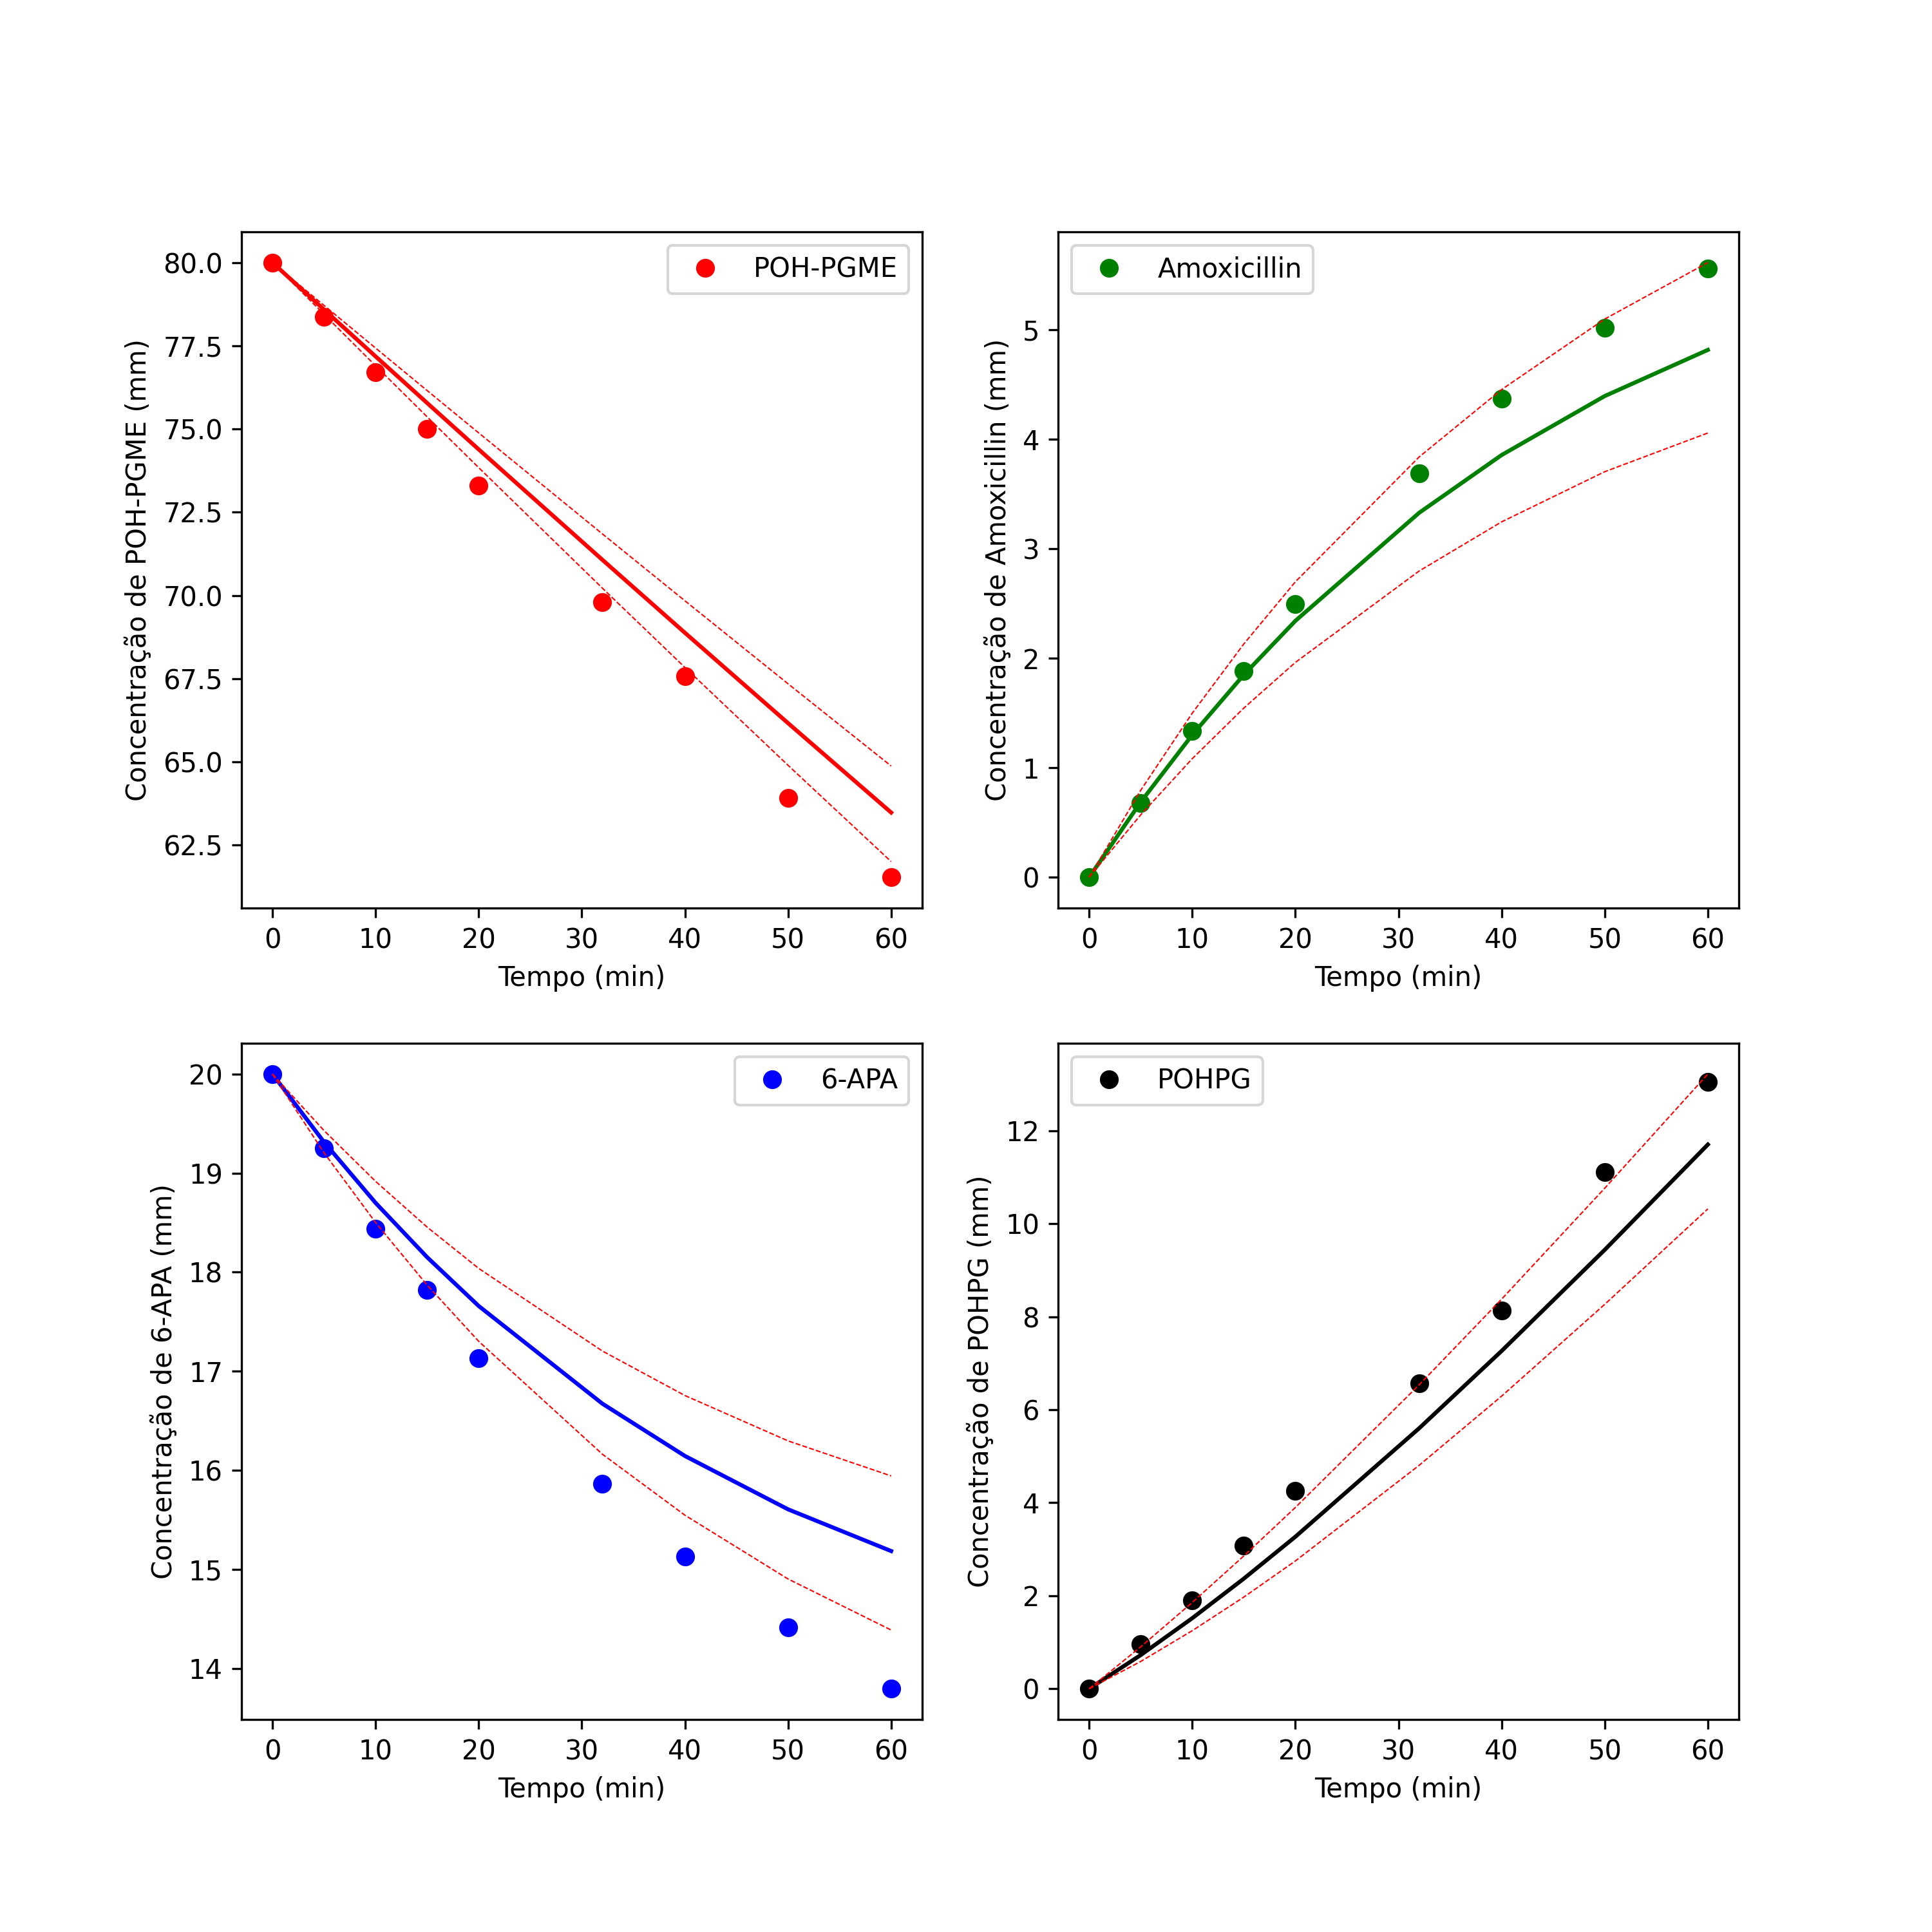 POH-PGME
Concentração de POH-PGME (mm)
80.0
77.5
75.0
72.5
70.0
67.5
65.0
62.5
0 10 20 30 40 50 60
Tempo (min)
Amoxicillin
Concentração de Amoxicillin (mm)
5
4
3
2
1
0
0 10 20 30 40 50 60
Tempo (min)
6-APA
Concentração de 6-APA (mm)
20
19
18
17
16
15
14
0 10 20 30 40 50 60
Tempo (min)
POHPG
Concentração de POHPG (mm)
12
10
8
6
4
2
0
0 10 20 30 40 50 60
Tempo (min)